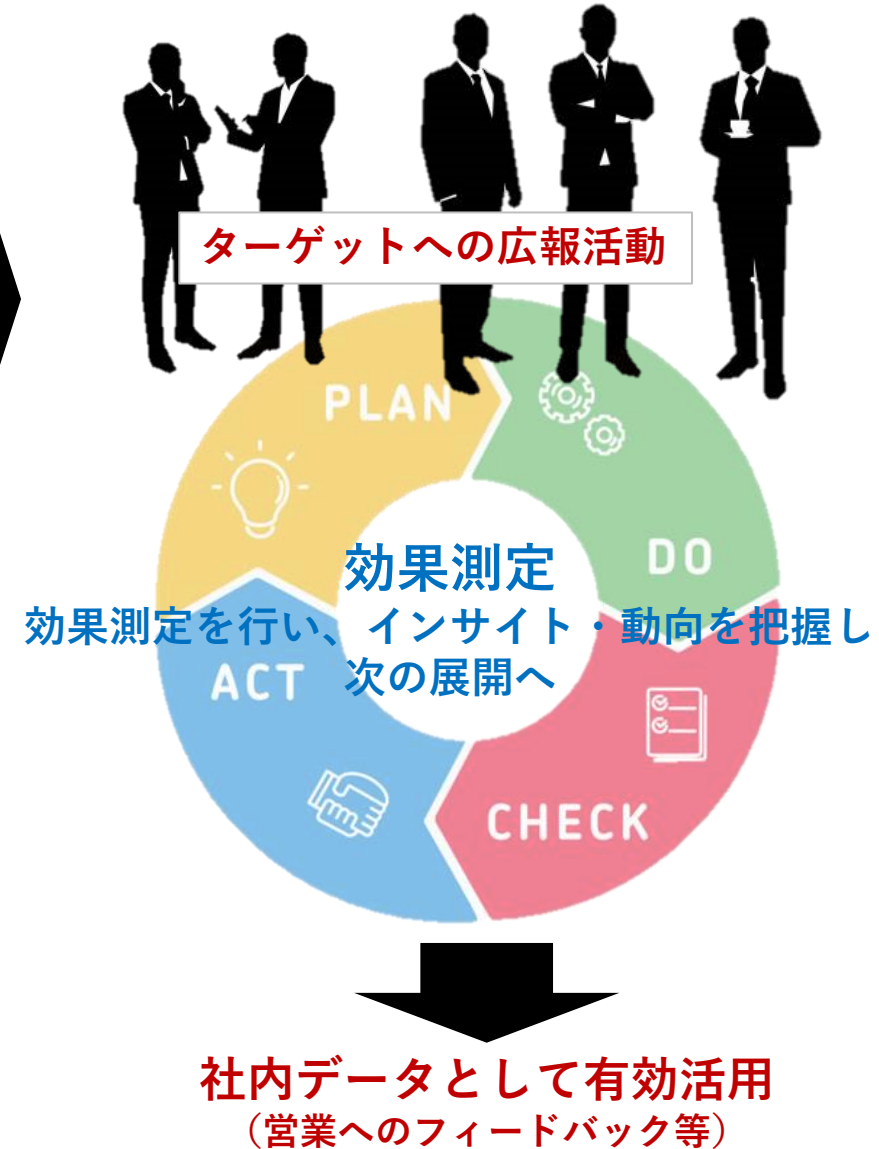 ターゲットへの広報活動
PLAN
DO
効果測定
効果測定を行い、インサイト・動向を把握し
次の展開へ
ACT
CHECK
社内データとして有効活用
（営業へのフィードバック等）